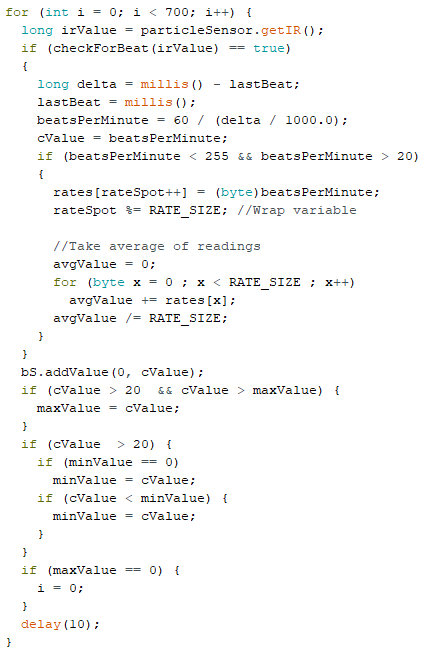 for (int i = 0; i < 700; i++) {
  long irValue = particleSensor.getIR();
  if (checkForBeat(irValue) == true)
  {
    long delta = millis() - lastBeat;
    lastBeat = millis();
    beatsPerMinute = 60 / (delta / 1000.0);
    cValue = beatsPerMinute;
    if (beatsPerMinute < 255 && beatsPerMinute > 20)
    {
      rates[rateSpot++] = (byte)beatsPerMinute;
      rateSpot %= RATE_SIZE; //Wrap variable

      //Take average of readings
      avgValue = 0;
      for (byte x = 0 ; x < RATE_SIZE ; x++)
        avgValue += rates[x];
      avgValue /= RATE_SIZE;
    }
  }
  bS.addValue(0, cValue);
  if (cValue > 20  && cValue > maxValue) {
    maxValue = cValue;
  }
  if (cValue  > 20) {
    if (minValue == 0)
      minValue = cValue;
    if (cValue < minValue) {
      minValue = cValue;
    }
  }
  if (maxValue == 0) {
    i = 0;
  }
  delay(10);
}